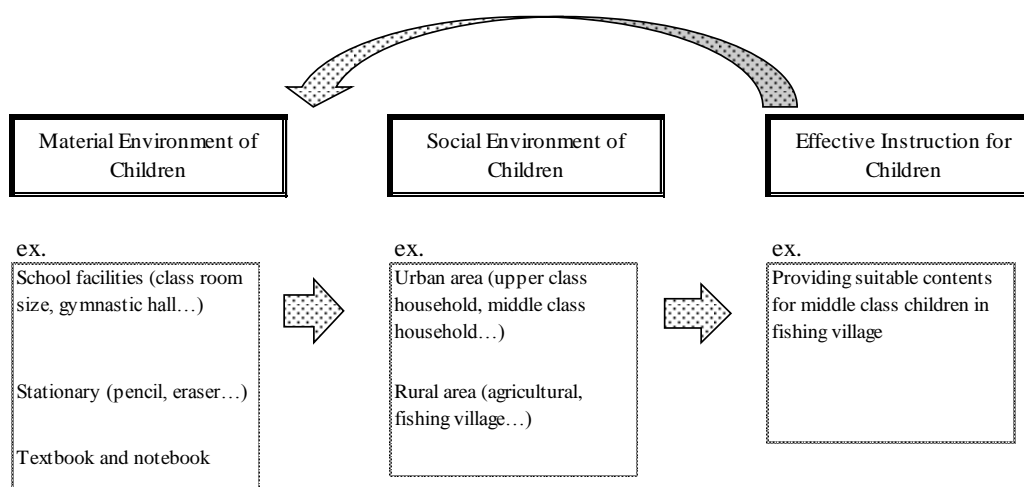 Material Environment of
Children
Social Environment of
Children
Effective Instruction for
Children
ex.
School facilities (class room
size, gymnastic hall…)
Stationary (pencil, eraser…)
Textbook and notebook
ex.
Urban area (upper class
household, middle class
household…)
Rural area (agricultural,
fishing village…)
ex.
Providing suitable contents
for middle class children in
fishing village